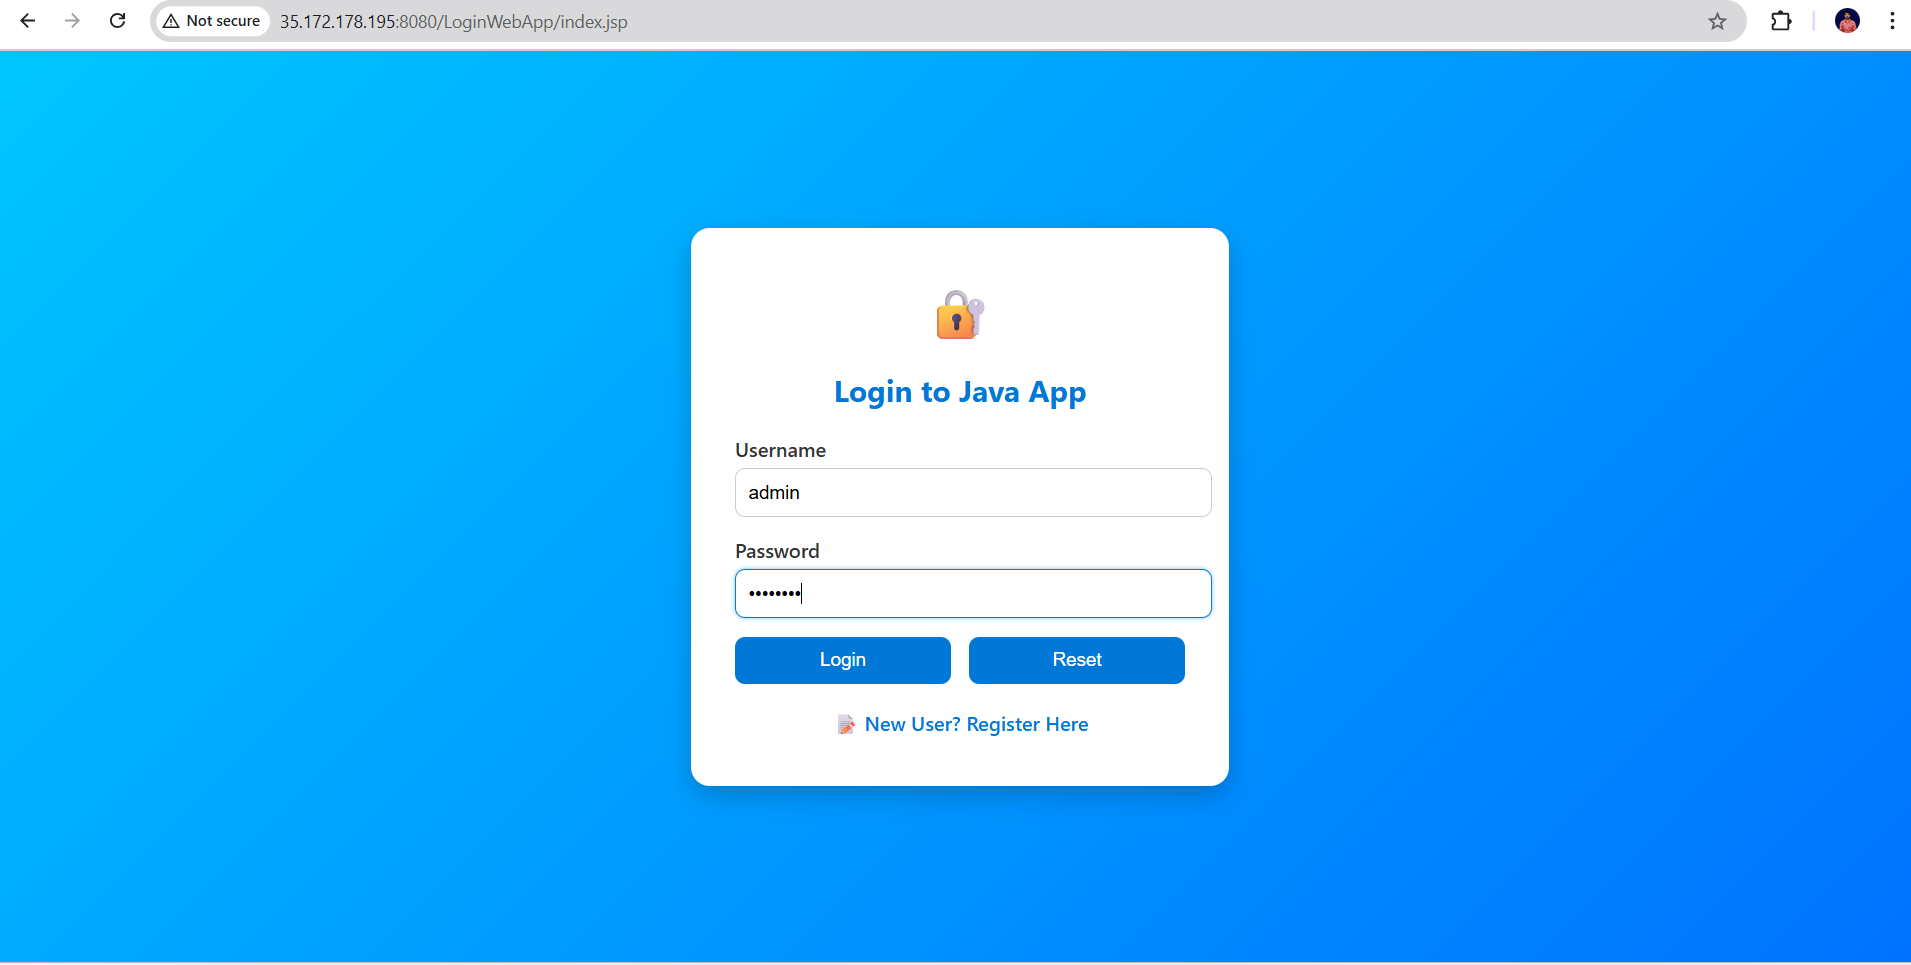 Not secure 35.172.178.195:8080/LoginWebApp/index.jsp
Login to Java App
Username
admin
Password
••••••••
Login Reset
New User? Register Here